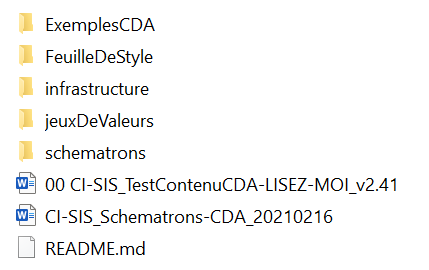 ExemplesCDA
FeuilleDeStyle
infrastructure
jeuxDeValeurs
schematrons
00 CI-SIS_TestContenuCDA-LISEZ-MOI_v2.41
CI-SIS_Schematrons-CDA_20210216
README.md